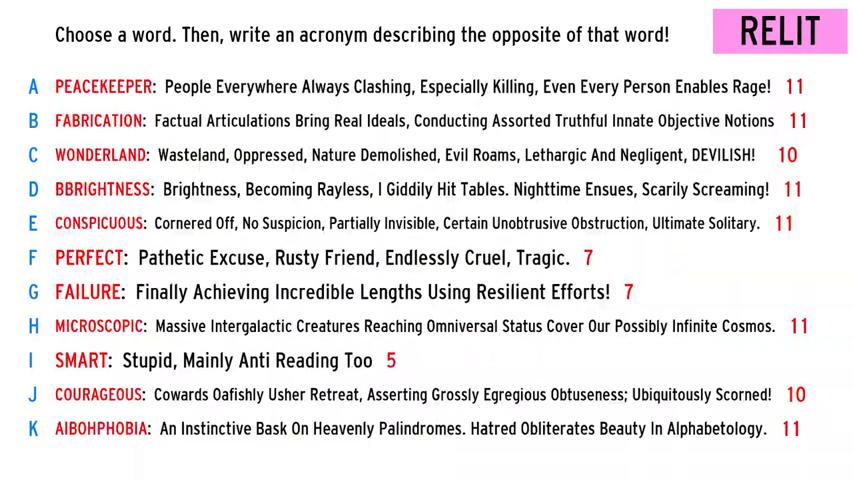 Choose a word. Then, write an acronym describing the opposite of that word!
RELIT
A PEACEKEEPER: People Everywhere Always Clashing, Especially Killing, Even Every Person Enables Rage! 11
B FABRICATION: Factual Articulations Bring Real Ideals, Conducting Assorted Truthful Innate Objective Notions 11
C WONDERLAND: Wasteland, Oppressed, Nature Demolished, Evil Roams, Lethargic And Negligent, DEVILISH! 10
D BBRIGHTNESS: Brightness, Becoming Rayless, I Giddily Hit Tables. Nighttime Ensues, Scarily Screaming! 11
E CONSPICUOUS: Cornered Off, No Suspicion, Partially Invisible, Certain Unobtrusive Obstruction, Ultimate Solitary. 11
F PERFECT: Pathetic Excuse, Rusty Friend, Endlessly Cruel, Tragic. 7
G FAILURE: Finally Achieving Incredible Lengths Using Resilient Efforts! 7
H MICROSCOPIC: Massive Intergalactic Creatures Reaching Omniversal Status Cover Our Possibly Infinite Cosmos. 11
I SMART: Stupid, Mainly Anti Reading Too 5
J COURAGEOUS: Cowards Oafishly Usher Retreat, Asserting Grossly Egregious Obtuseness; Ubiquitously Scorned! 10
K AIBOHPHOBIA: An Instinctive Bask On Heavenly Palindromes. Hatred Obliterates Beauty In Alphabetology. 11